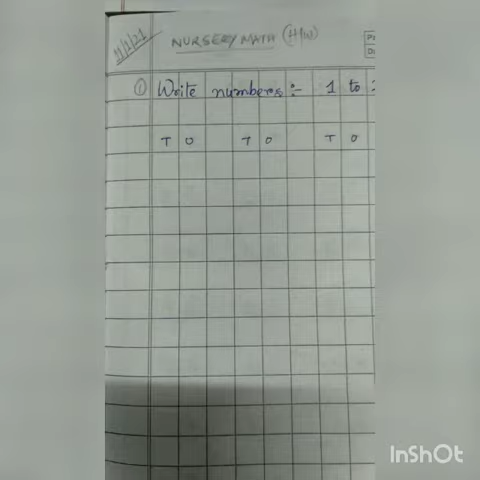 NURSERY MATH (H/W)
① Write numbers :- 1 to
T O T O T O
InShOt